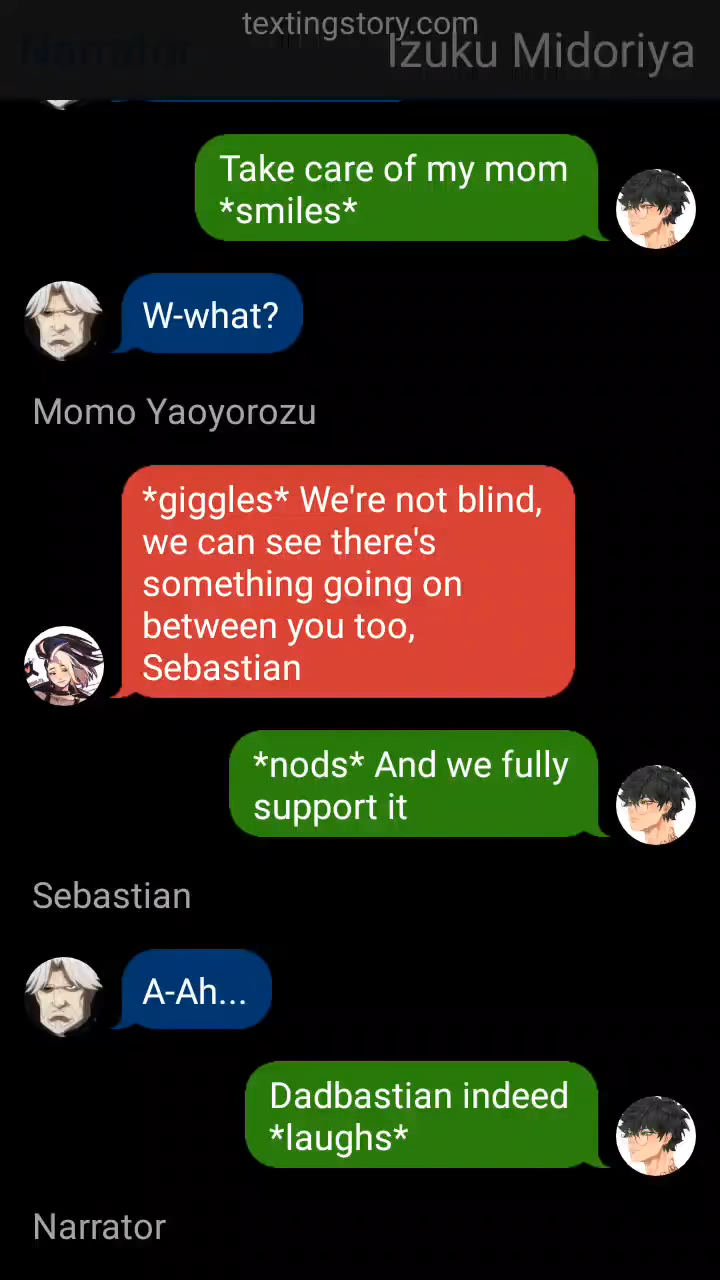 textingstory.com
Narrator
Izuku Midoriya
Take care of my mom
*smiles*
W-what?
Momo Yaoyorozu
*giggles* We're not blind,
we can see there's
something going on
between you too,
Sebastian
*nods* And we fully
support it
Sebastian
A-Ah...
Dadbastian indeed
*laughs*
Narrator